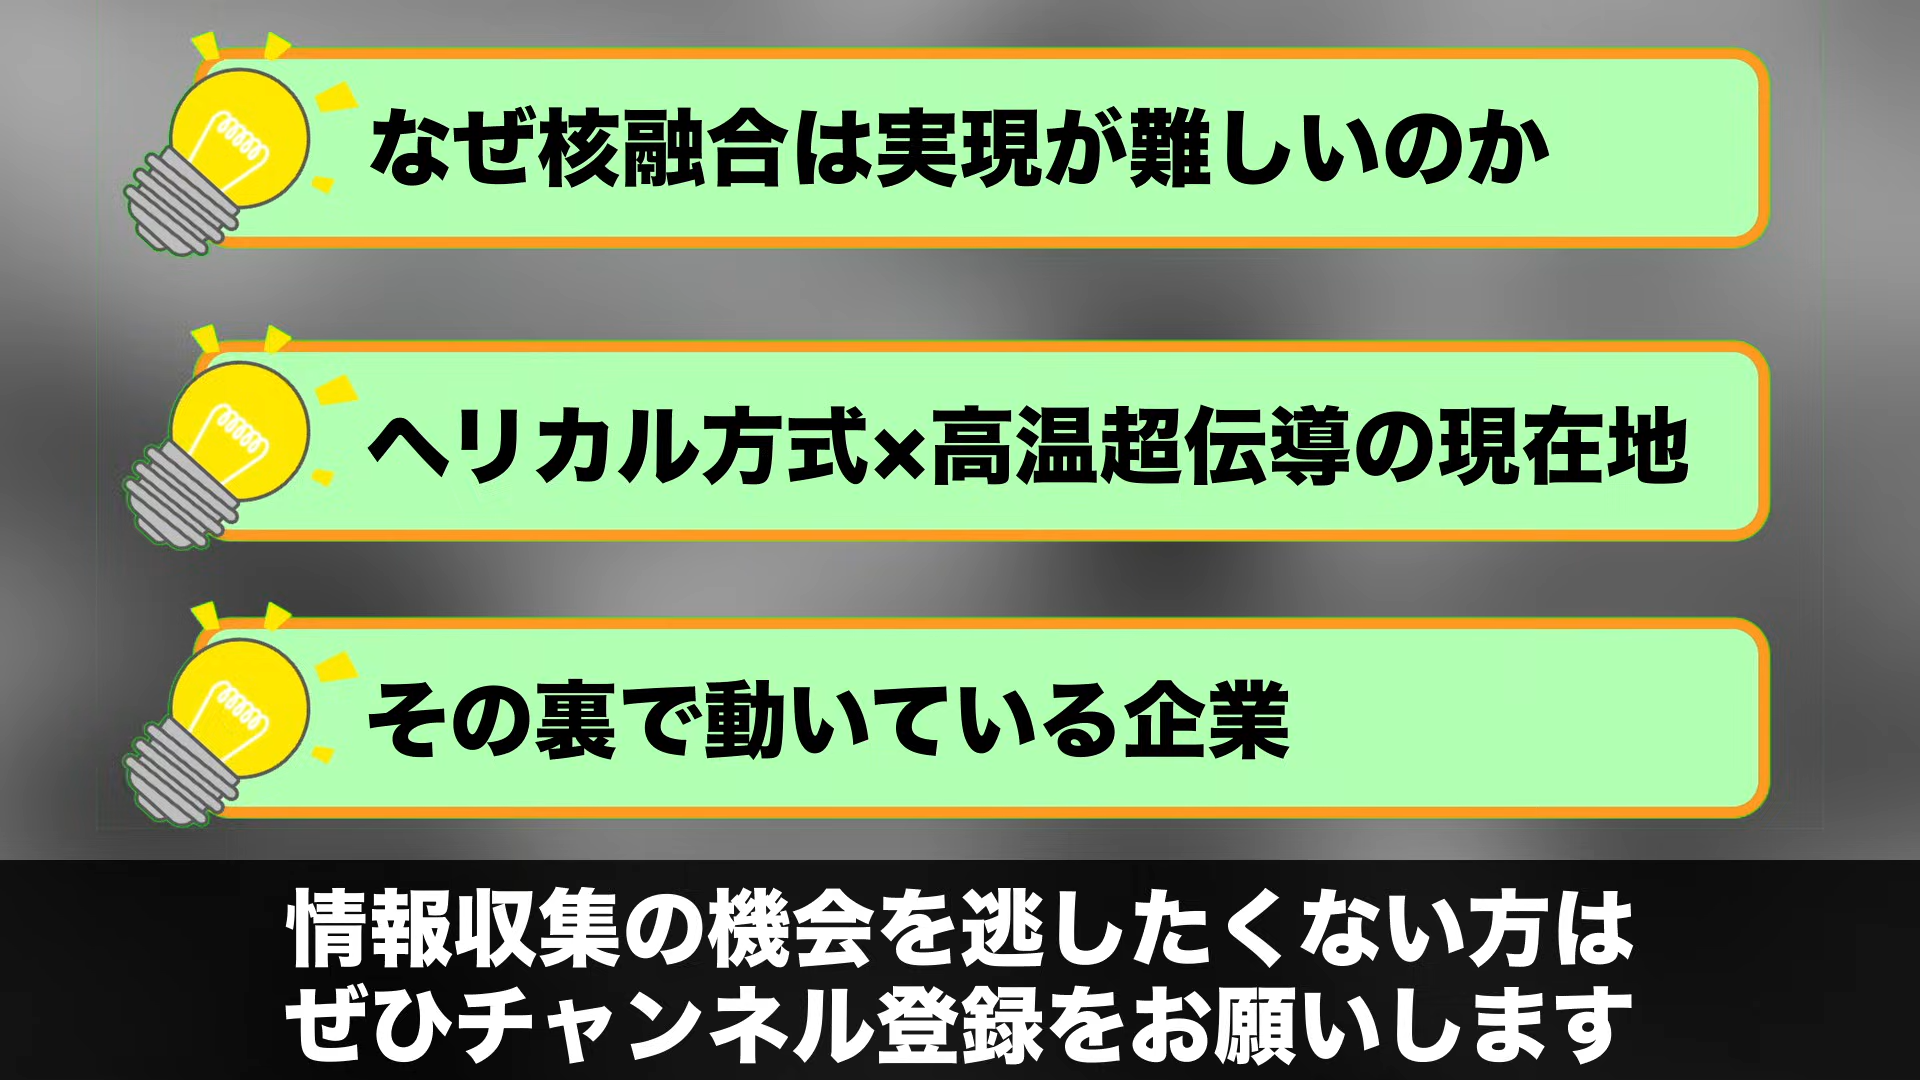 なぜ核融合は実現が難しいのか
ヘリカル方式×高温超伝導の現在地
その裏で動いている企業
情報収集の機会を逃したくない方は
ぜひチャンネル登録をお願いします